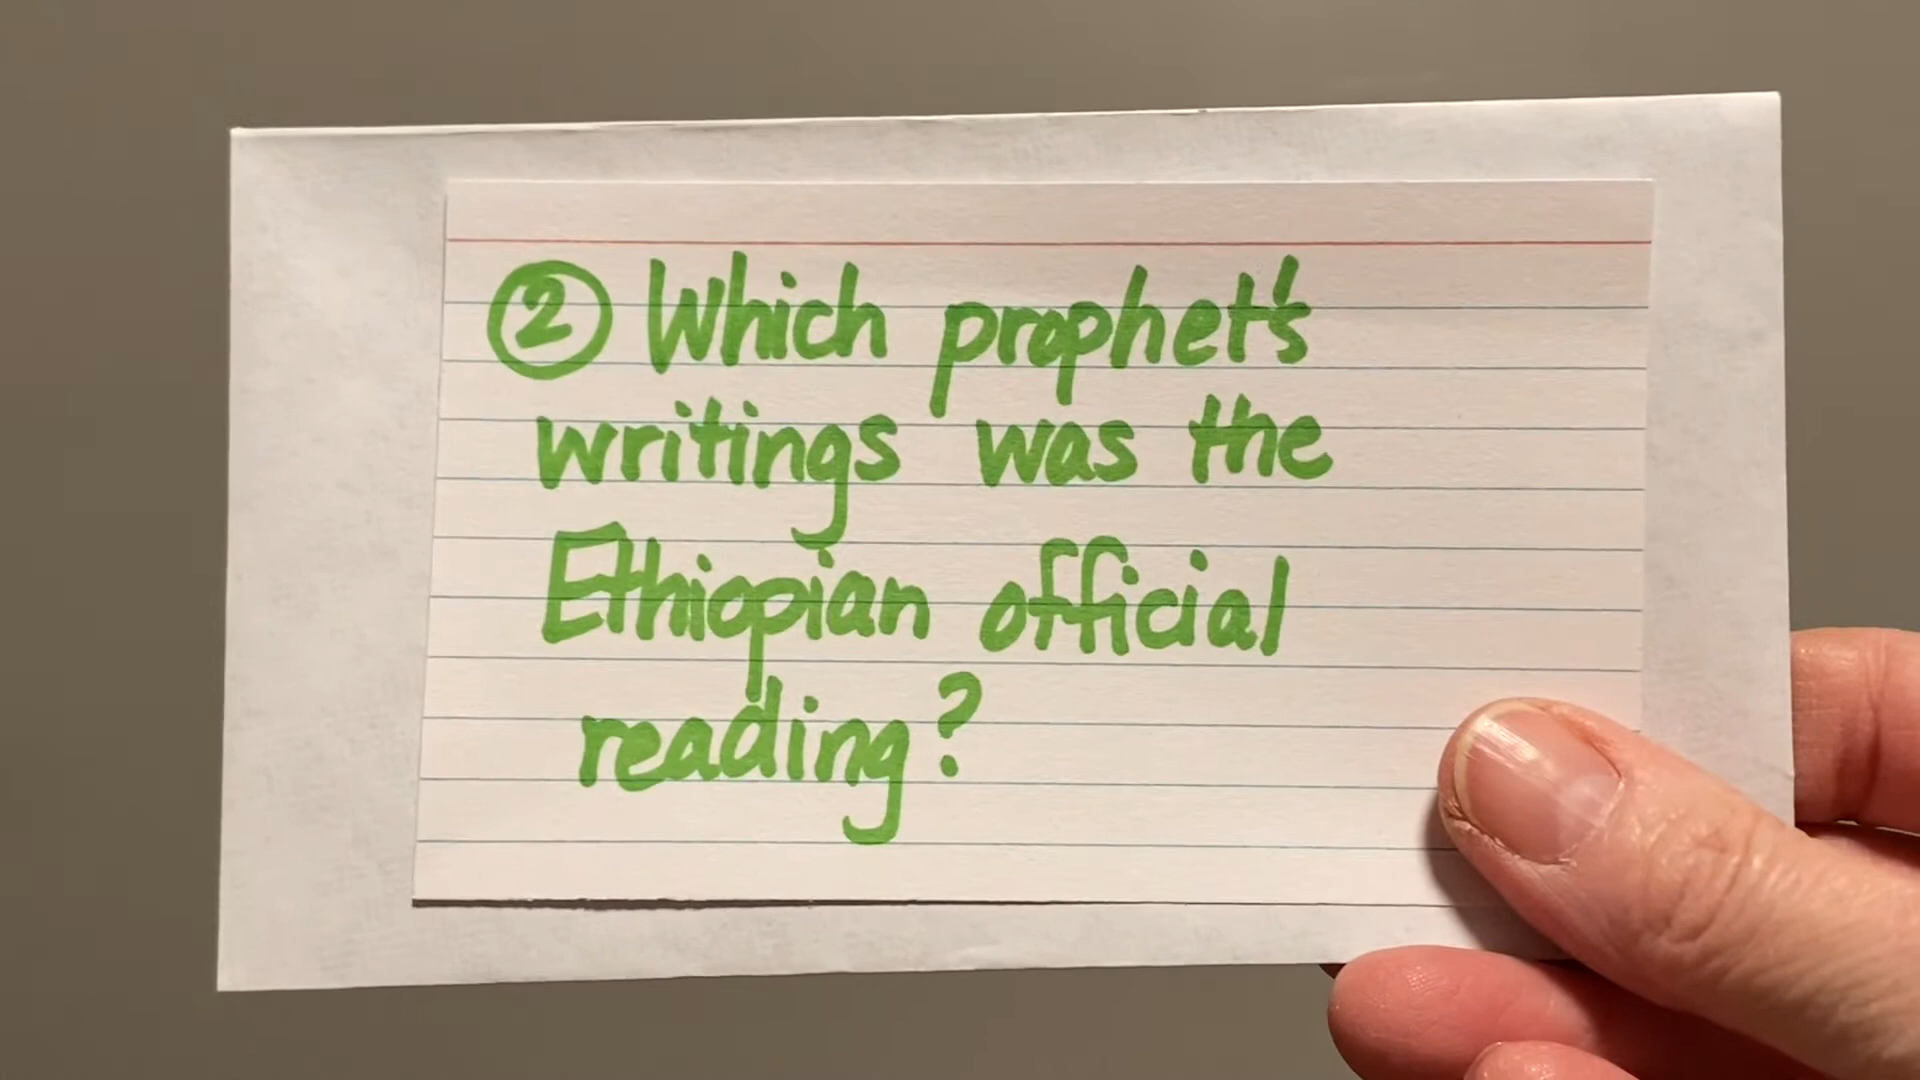 ② Which prophet's
writings was the
Ethiopian official
reading?